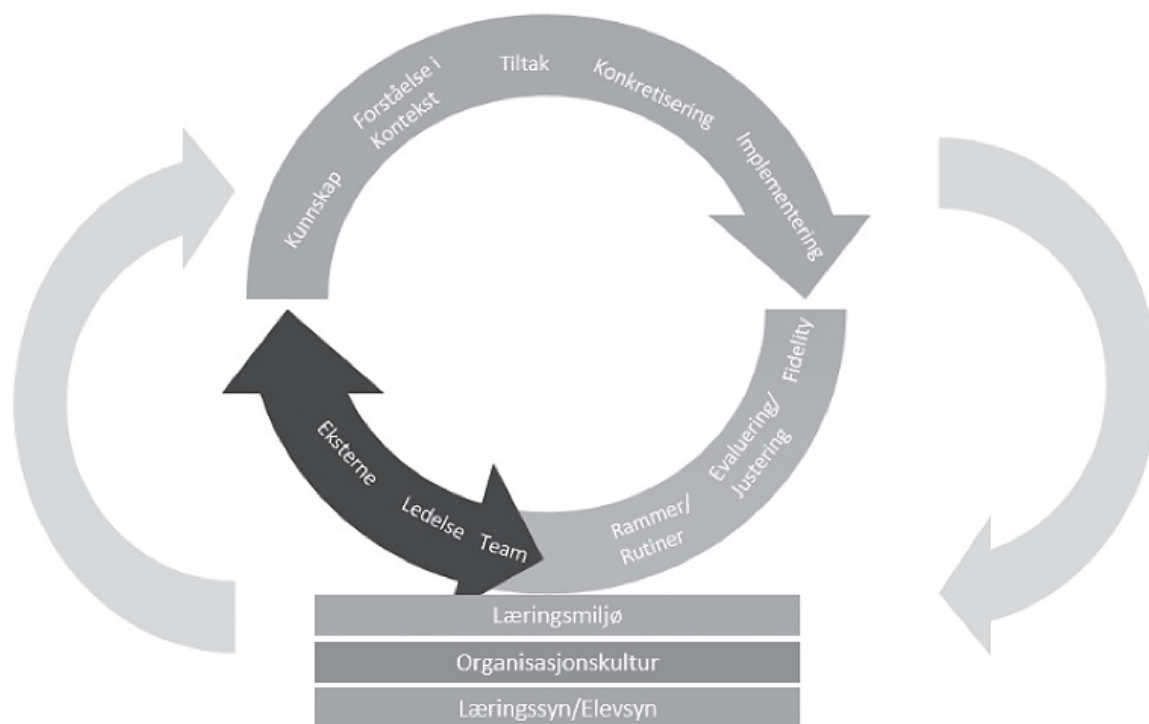 Kunnskap
Forståelse i
Kontekst
Tiltak
Konkretisering
Implementering
Fidelity
Evaluering/
Justering
Rammer/
Rutiner
Team
Ledelse
Eksterne
Læringsmiljø
Organisasjonskultur
Læringssyn/Elevsyn